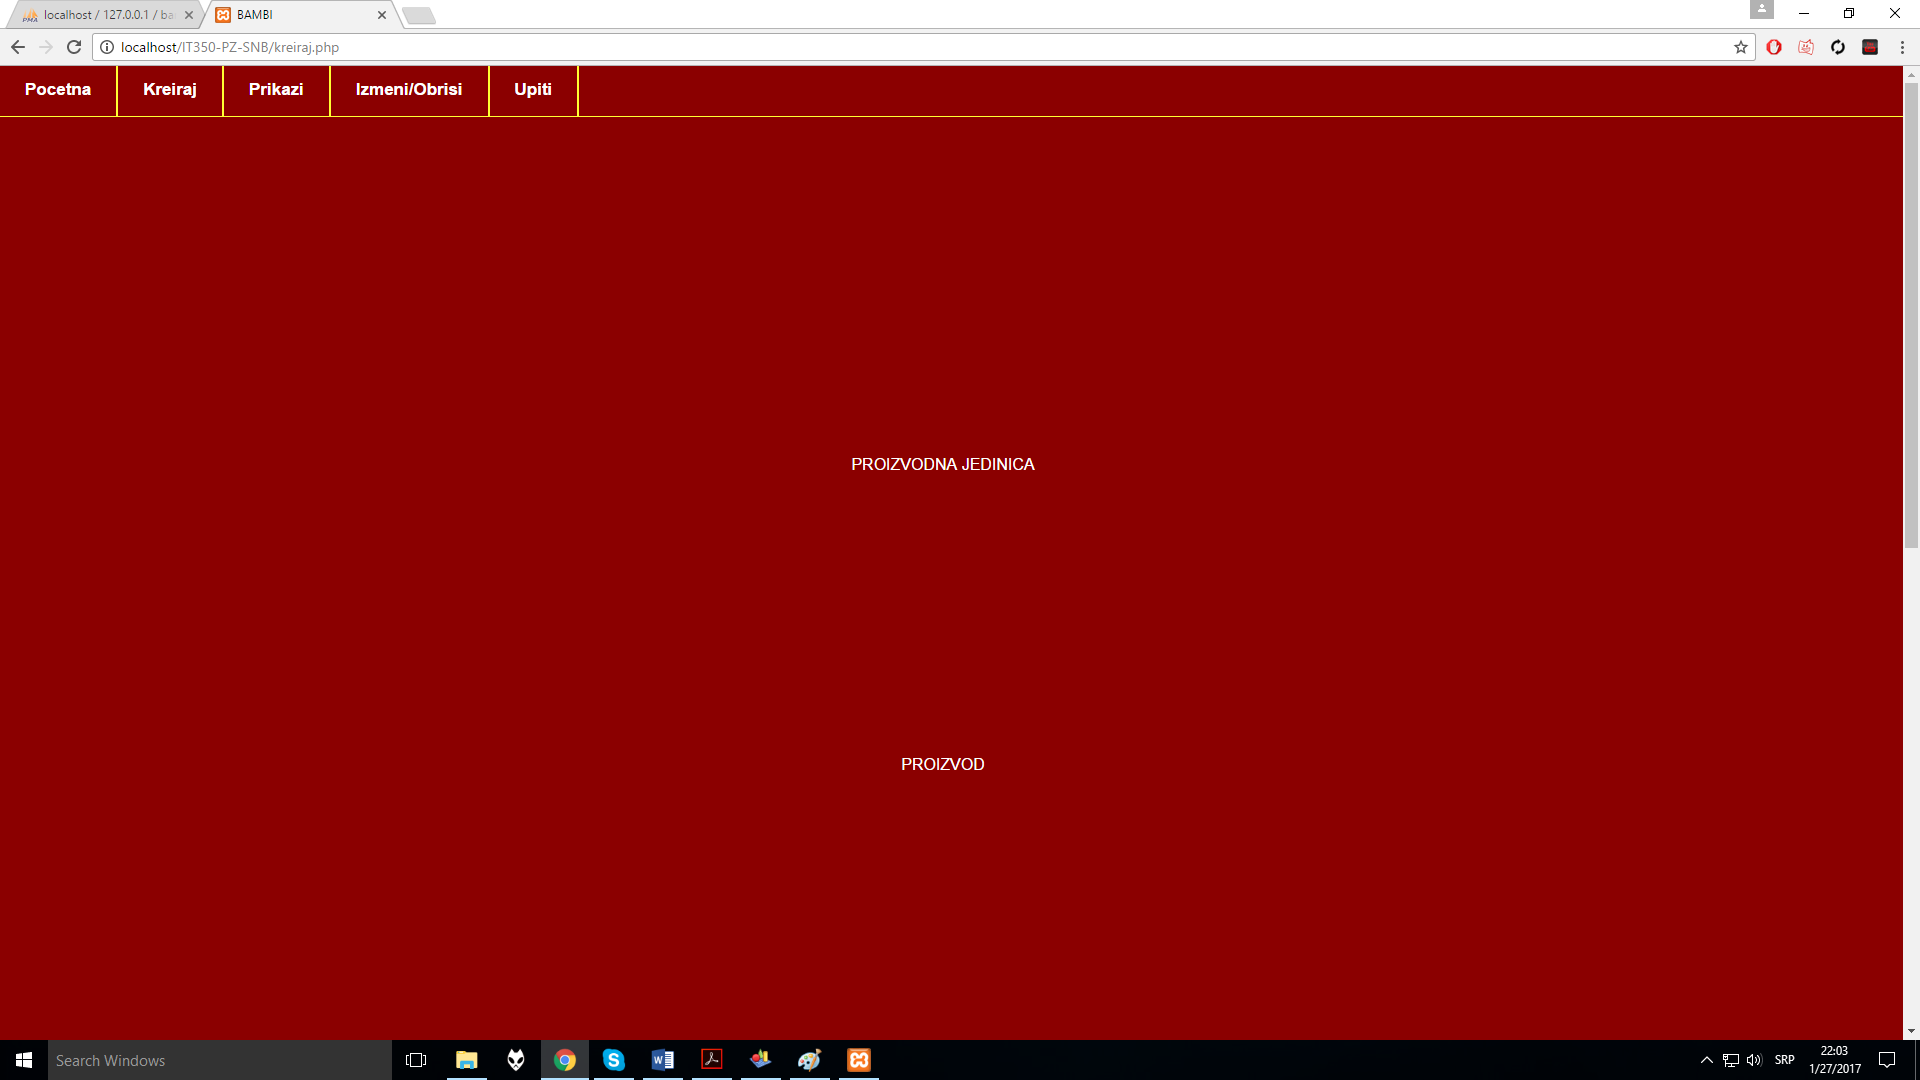 localhost / 127.0.0.1 / ba
BAMBI
localhost/IT350-PZ-SNB/kreiraj.php
Pocetna
Kreiraj
Prikazi
Izmeni/Obrisi
Upiti
PROIZVODNA JEDINICA
PROIZVOD
Search Windows
SRP
22:03
1/27/2017